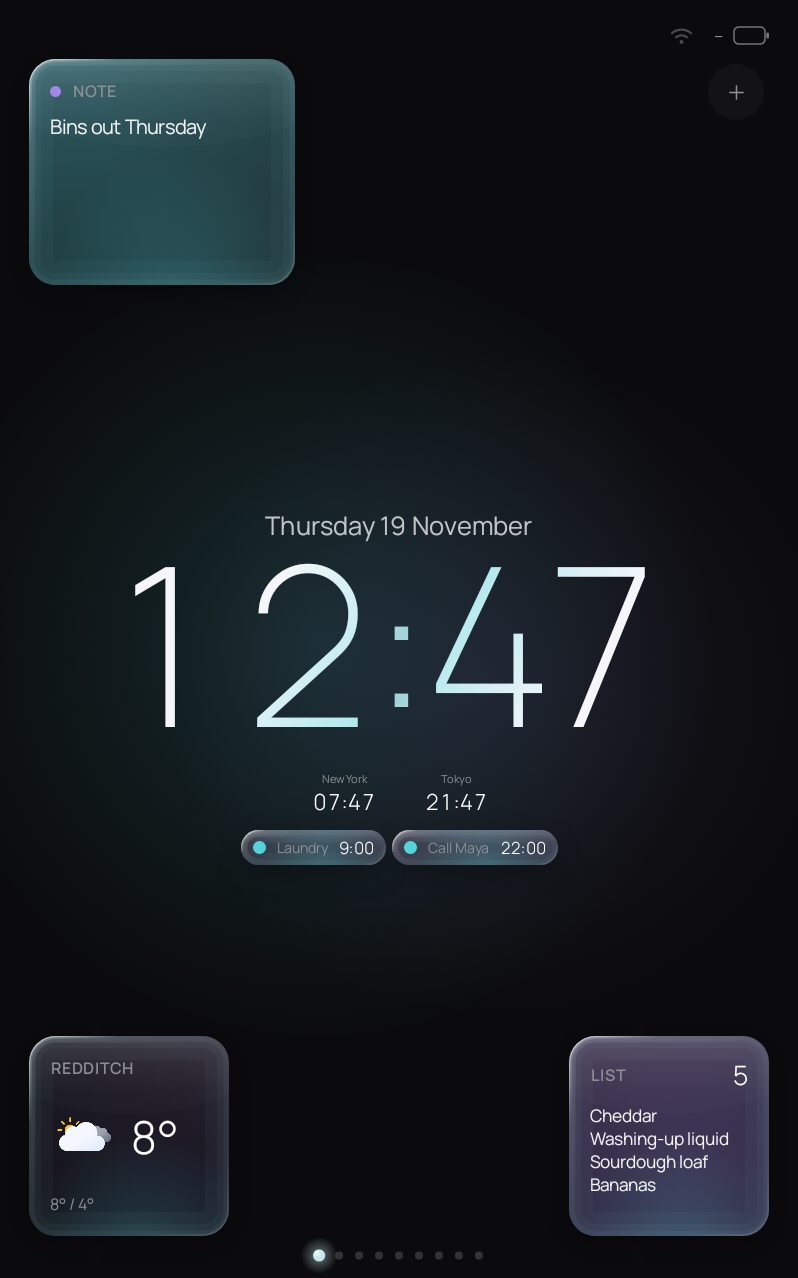 NOTE
Bins out Thursday
Thursday 19 November
12:47
New York
07:47
Tokyo
21:47
Laundry 9:00
Call Maya 22:00
REDDITCH
8°
8° / 4°
LIST 5
Cheddar
Washing-up liquid
Sourdough loaf
Bananas